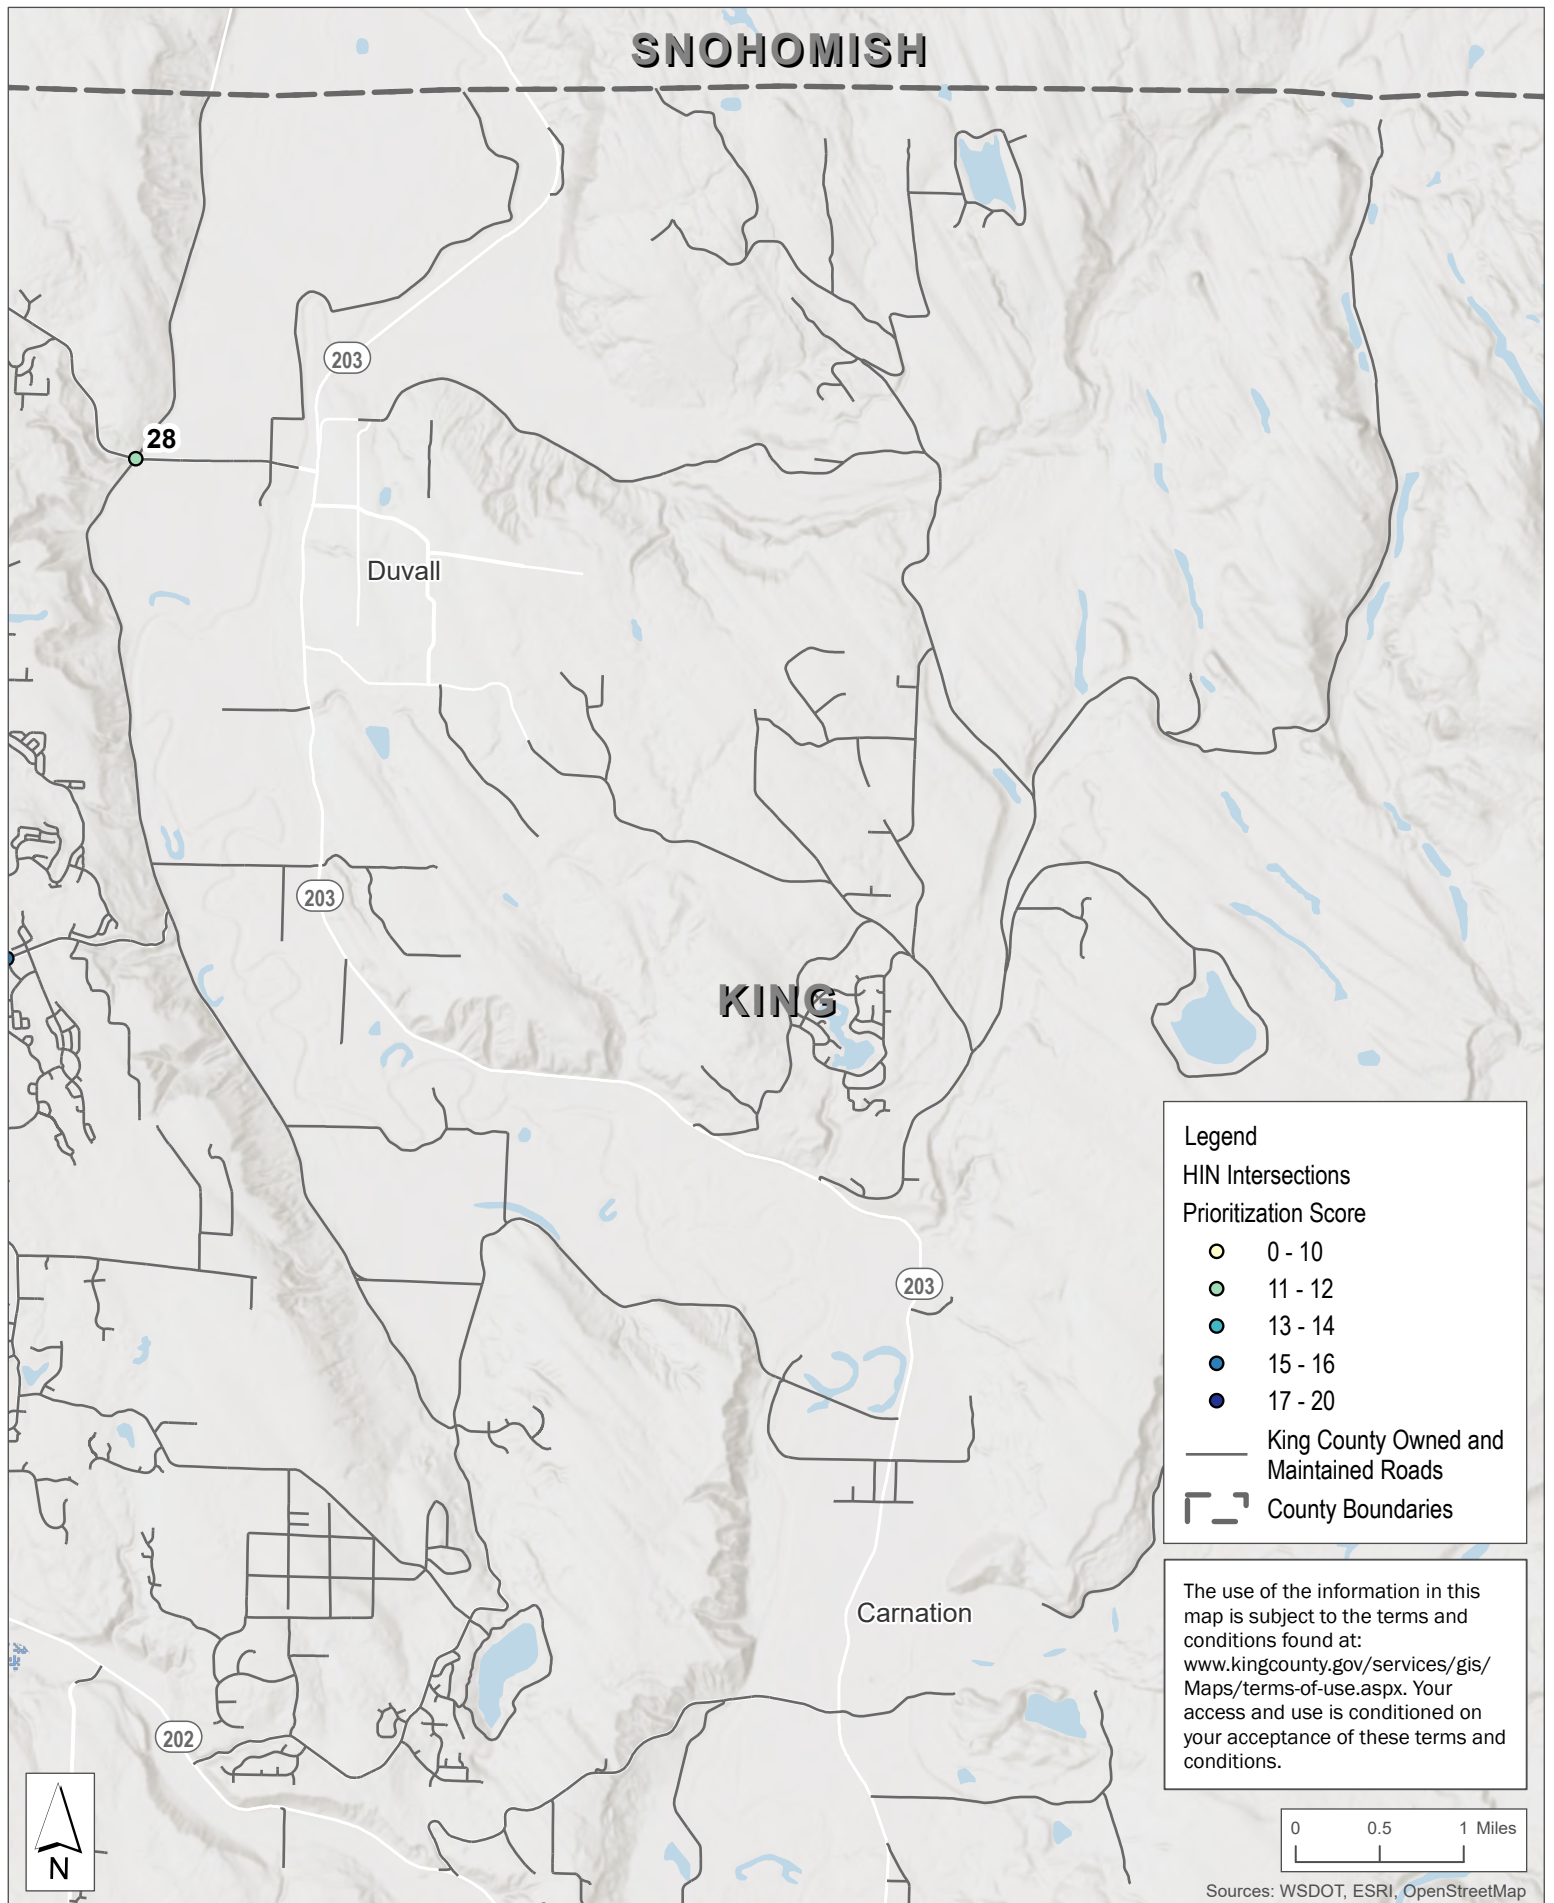 SNOHOMISH
203
28
Duvall
203
KING
203
Carnation
202
N
Legend
HIN Intersections
Prioritization Score
0 - 10
11 - 12
13 - 14
15 - 16
17 - 20
King County Owned and
Maintained Roads
County Boundaries
The use of the information in this
map is subject to the terms and
conditions found at:
www.kingcounty.gov/services/gis/
Maps/terms-of-use.aspx. Your
access and use is conditioned on
your acceptance of these terms and
conditions.
0 0.5 1 Miles
Sources: WSDOT, ESRI, OpenStreetMap